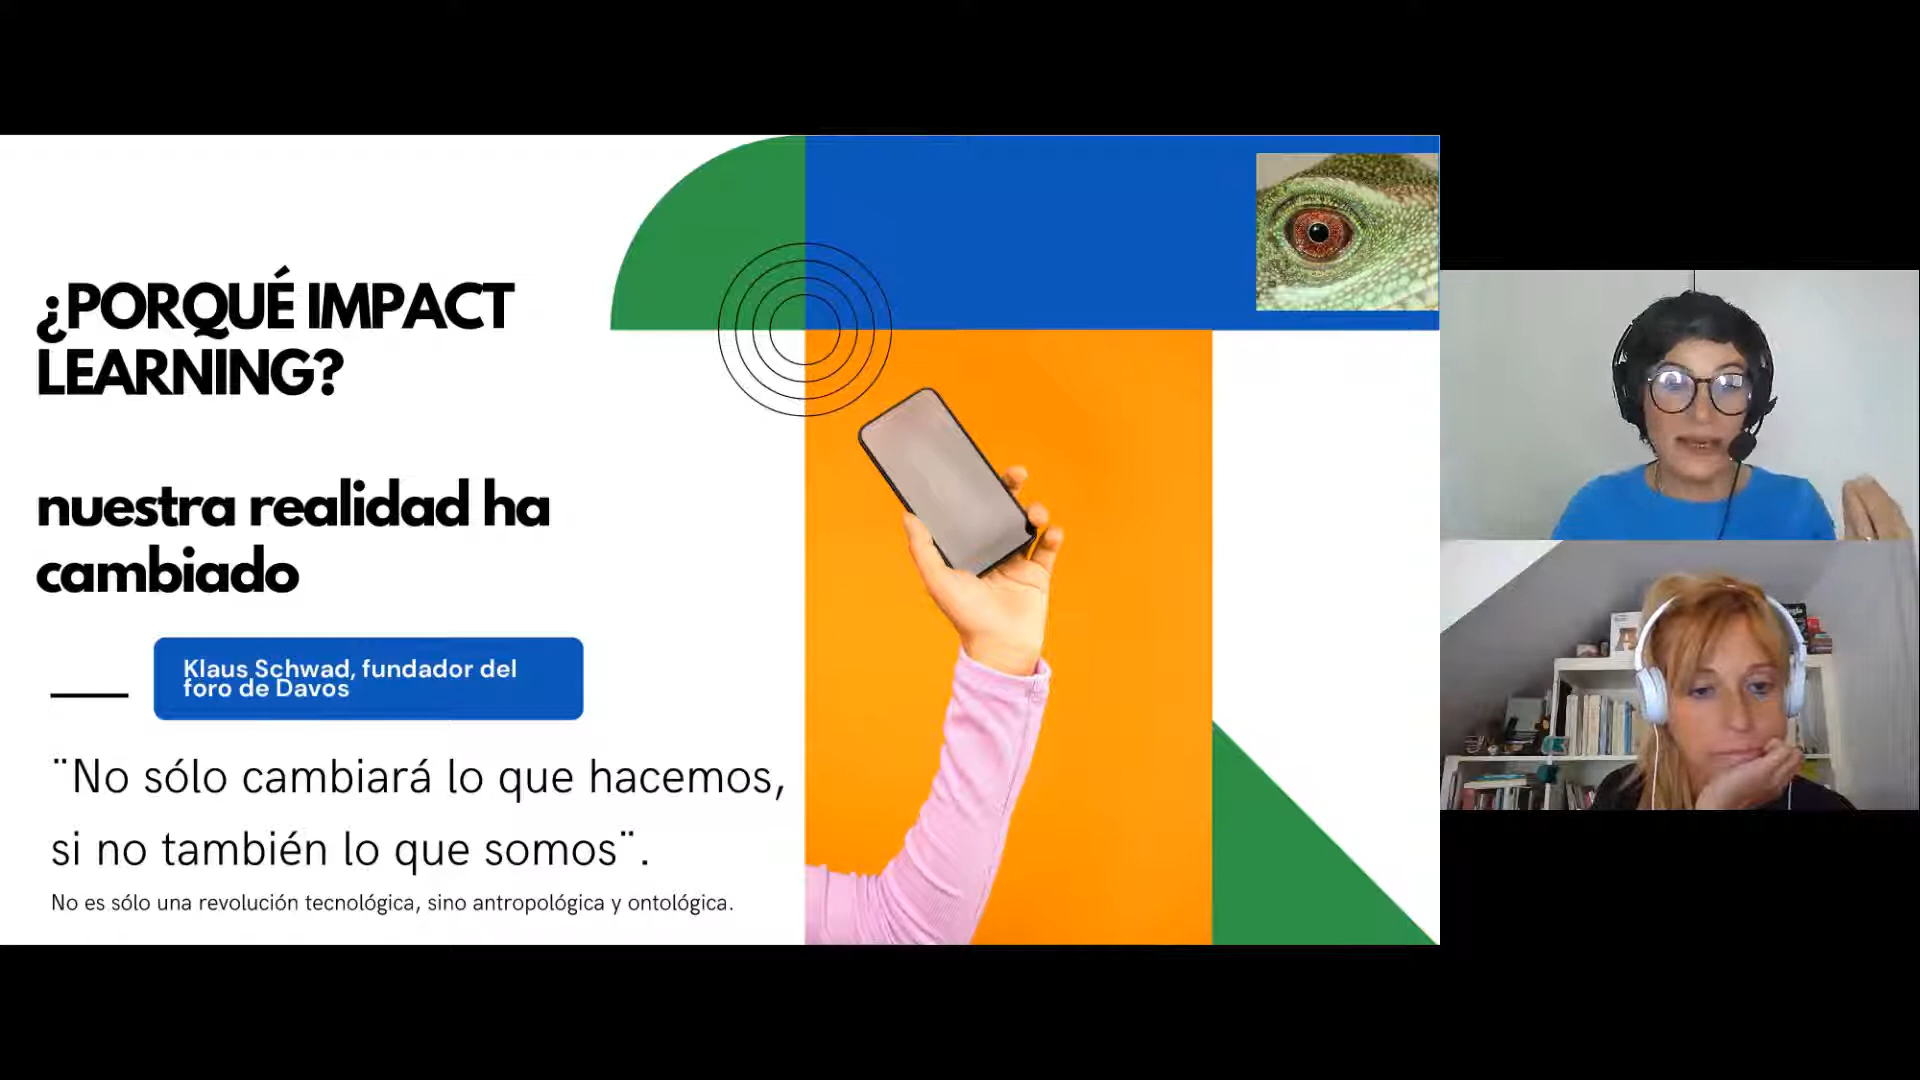 ¿PORQUÉ IMPACT
LEARNING?
nuestra realidad ha
cambiado
Klaus Schwad, fundador del
foro de Davos
¨No sólo cambiará lo que hacemos,
si no también lo que somos¨.
No es sólo una revolución tecnológica, sino antropológica y ontológica.